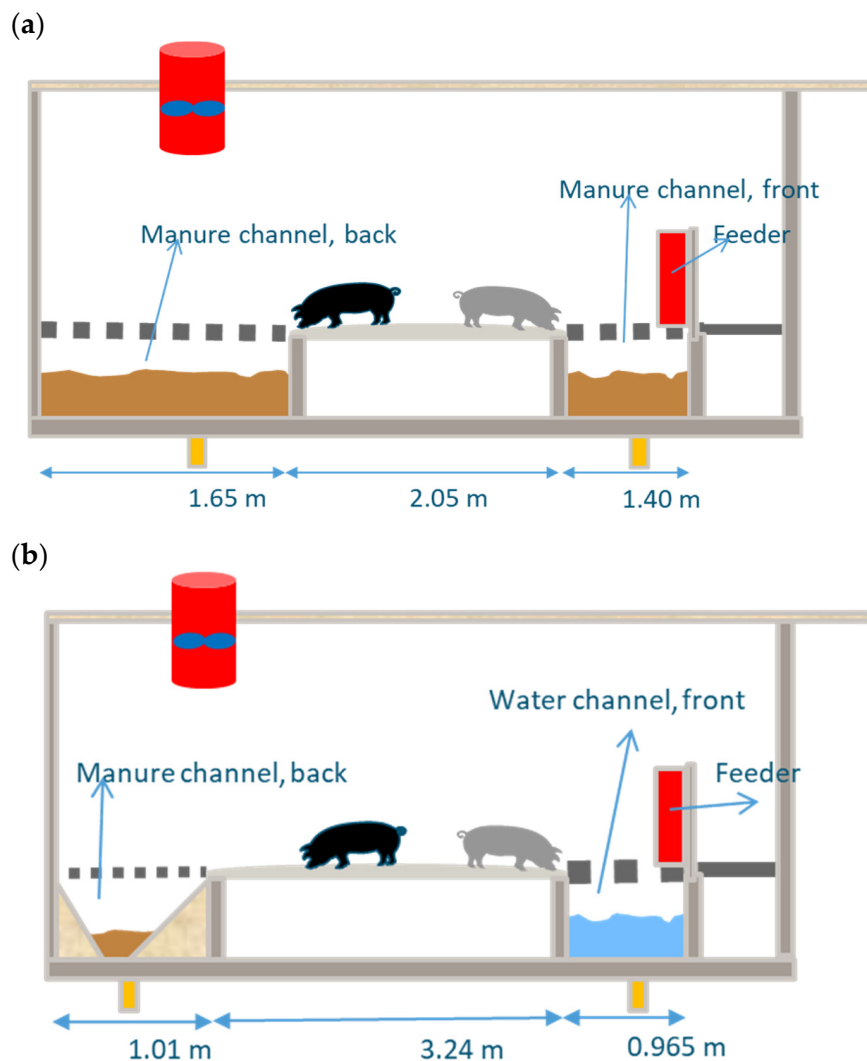 (a)
Manure channel, front
Manure channel, back
Feeder
1.65 m
2.05 m
1.40 m
(b)
Water channel, front
Manure channel, back
Feeder
1.01 m
3.24 m
0.965 m